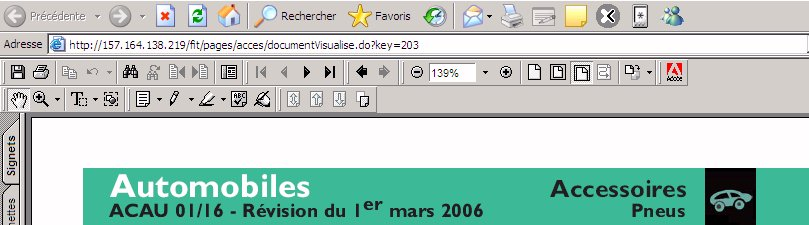 Précédente Rechercher Favoris
Adresse http://157.164.138.219/fit/pages/acces/documentVisualise.do?key=203
139% Adobe
Signets
Automobiles Accessoires
ACAU 01/16 - Révision du 1er mars 2006 Pneus